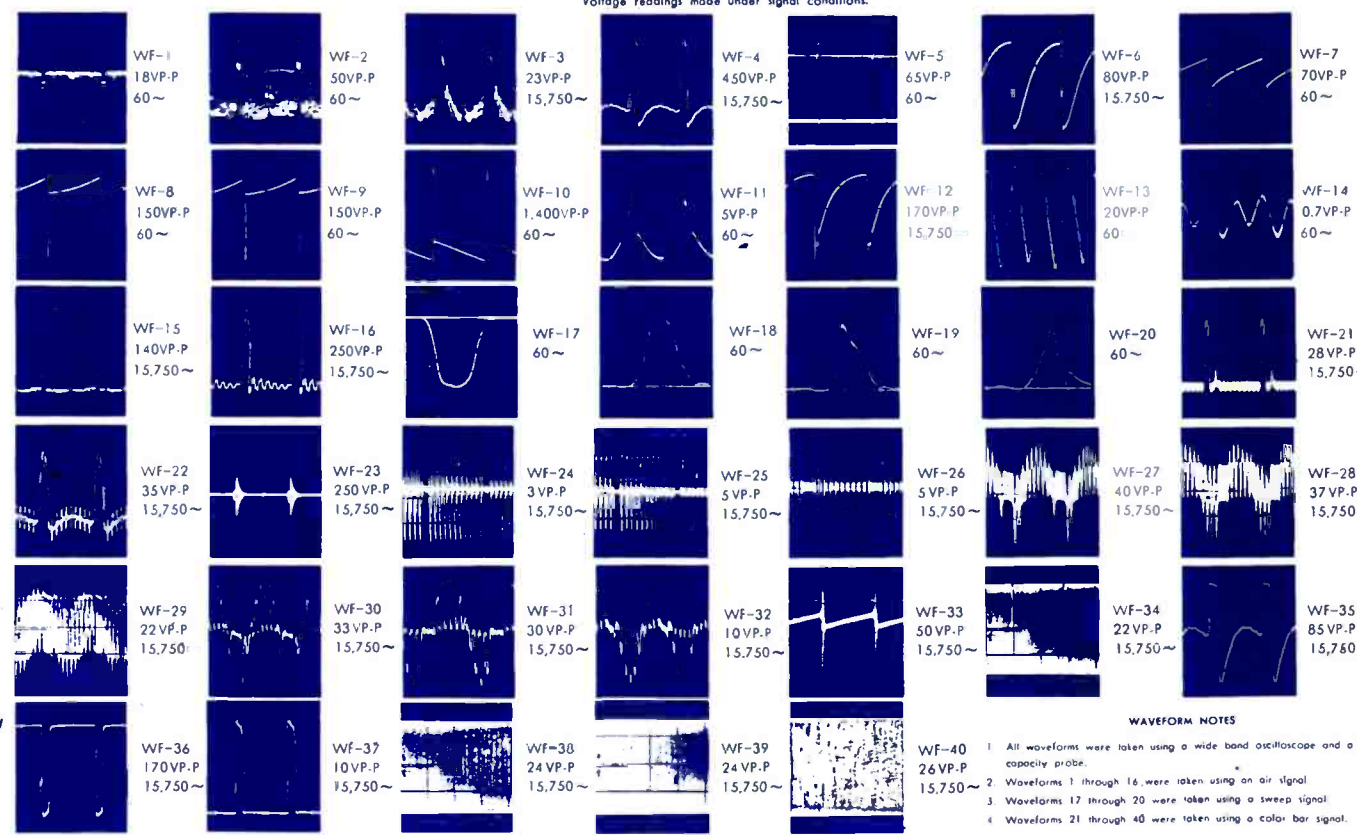 Voltage readings made under signal conditions.
WF-1
18VP-P
60~
WF-2
50VP-P
60~
WF-3
23VP-P
15,750~
WF-4
450VP-P
15,750~
WF-5
65VP-P
60~
WF-6
80VP-P
15,750~
WF-7
70VP-P
60~
WF-8
150VP-P
60~
WF-9
150VP-P
60~
WF-10
1,400VP-P
60~
WF-11
5VP-P
60~
WF-12
170VP-P
15,750~
WF-13
20VP-P
60~
WF-14
0.7VP-P
60~
WF-15
140VP-P
15,750~
WF-16
250VP-P
15,750~
WF-17
60~
WF-18
60~
WF-19
60~
WF-20
60~
WF-21
28VP-P
15,750~
WF-22
35VP-P
15,750~
WF-23
250VP-P
15,750~
WF-24
3VP-P
15,750~
WF-25
5VP-P
15,750~
WF-26
5VP-P
15,750~
WF-27
40VP-P
15,750~
WF-28
37VP-P
15,750
WF-29
22VP-P
15,750~
WF-30
33VP-P
15,750~
WF-31
30VP-P
15,750~
WF-32
10VP-P
15,750~
WF-33
50VP-P
15,750~
WF-34
22VP-P
15,750~
WF-35
85VP-P
15,750
WF-36
170VP-P
15,750~
WF-37
10VP-P
15,750~
WF-38
24VP-P
15,750~
WF-39
24VP-P
15,750~
WF-40
26VP-P
15,750~
WAVEFORM NOTES
1 All waveforms were taken using a wide band oscilloscope and a
capacity probe.
2. Waveforms 1 through 16, were taken using an air signal
3. Waveforms 17 through 20 were taken using a sweep signal
4 Waveforms 21 through 40 were taken using a color bar signal.